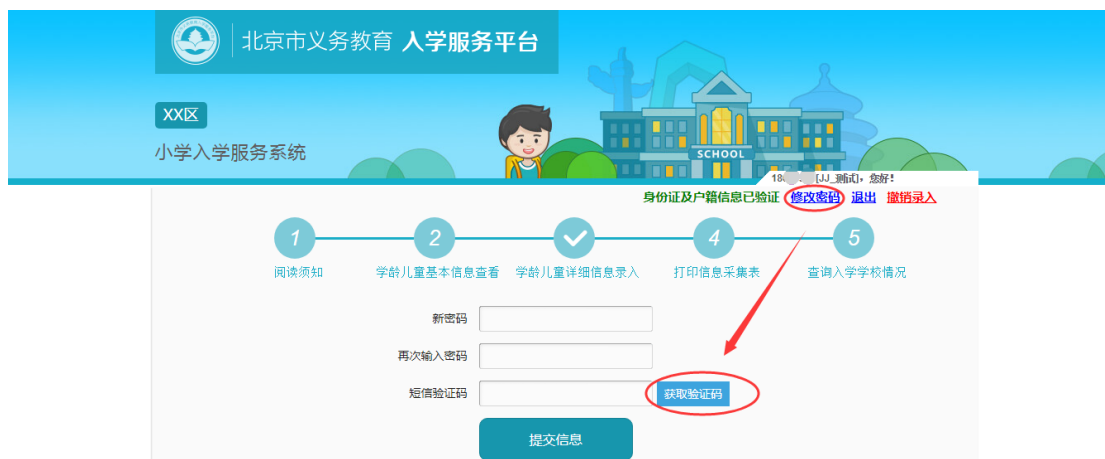 北京市义务教育 入学服务平台
XX区
小学入学服务系统
SCHOOL
18 [JJ_测试]，您好！
身份证及户籍信息已验证 修改密码 退出 撤销录入
1 2 4 5
阅读须知 学龄儿童基本信息查看 学龄儿童详细信息录入 打印信息采集表 查询入学学校情况
新密码
再次输入密码
短信验证码 获取验证码
提交信息